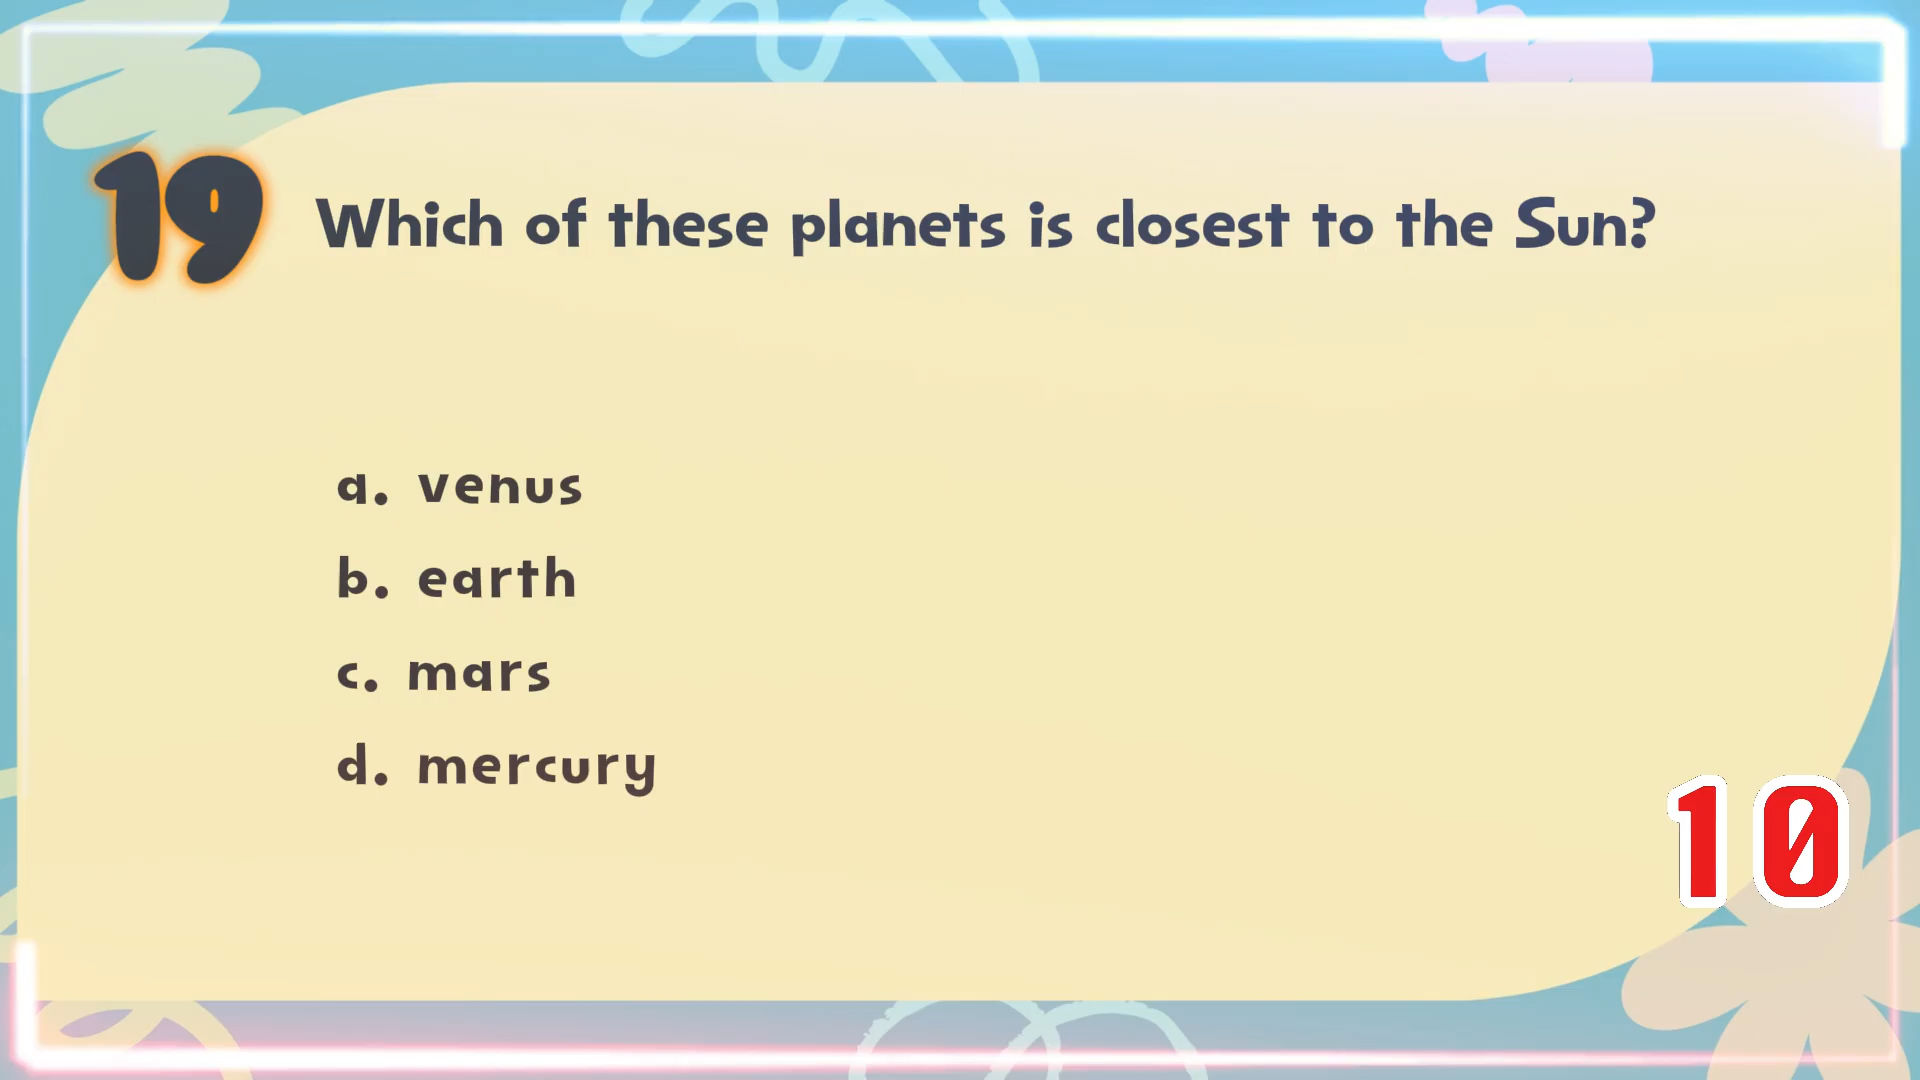 19 Which of these planets is closest to the Sun?
a. venus
b. earth
c. mars
d. mercury
10